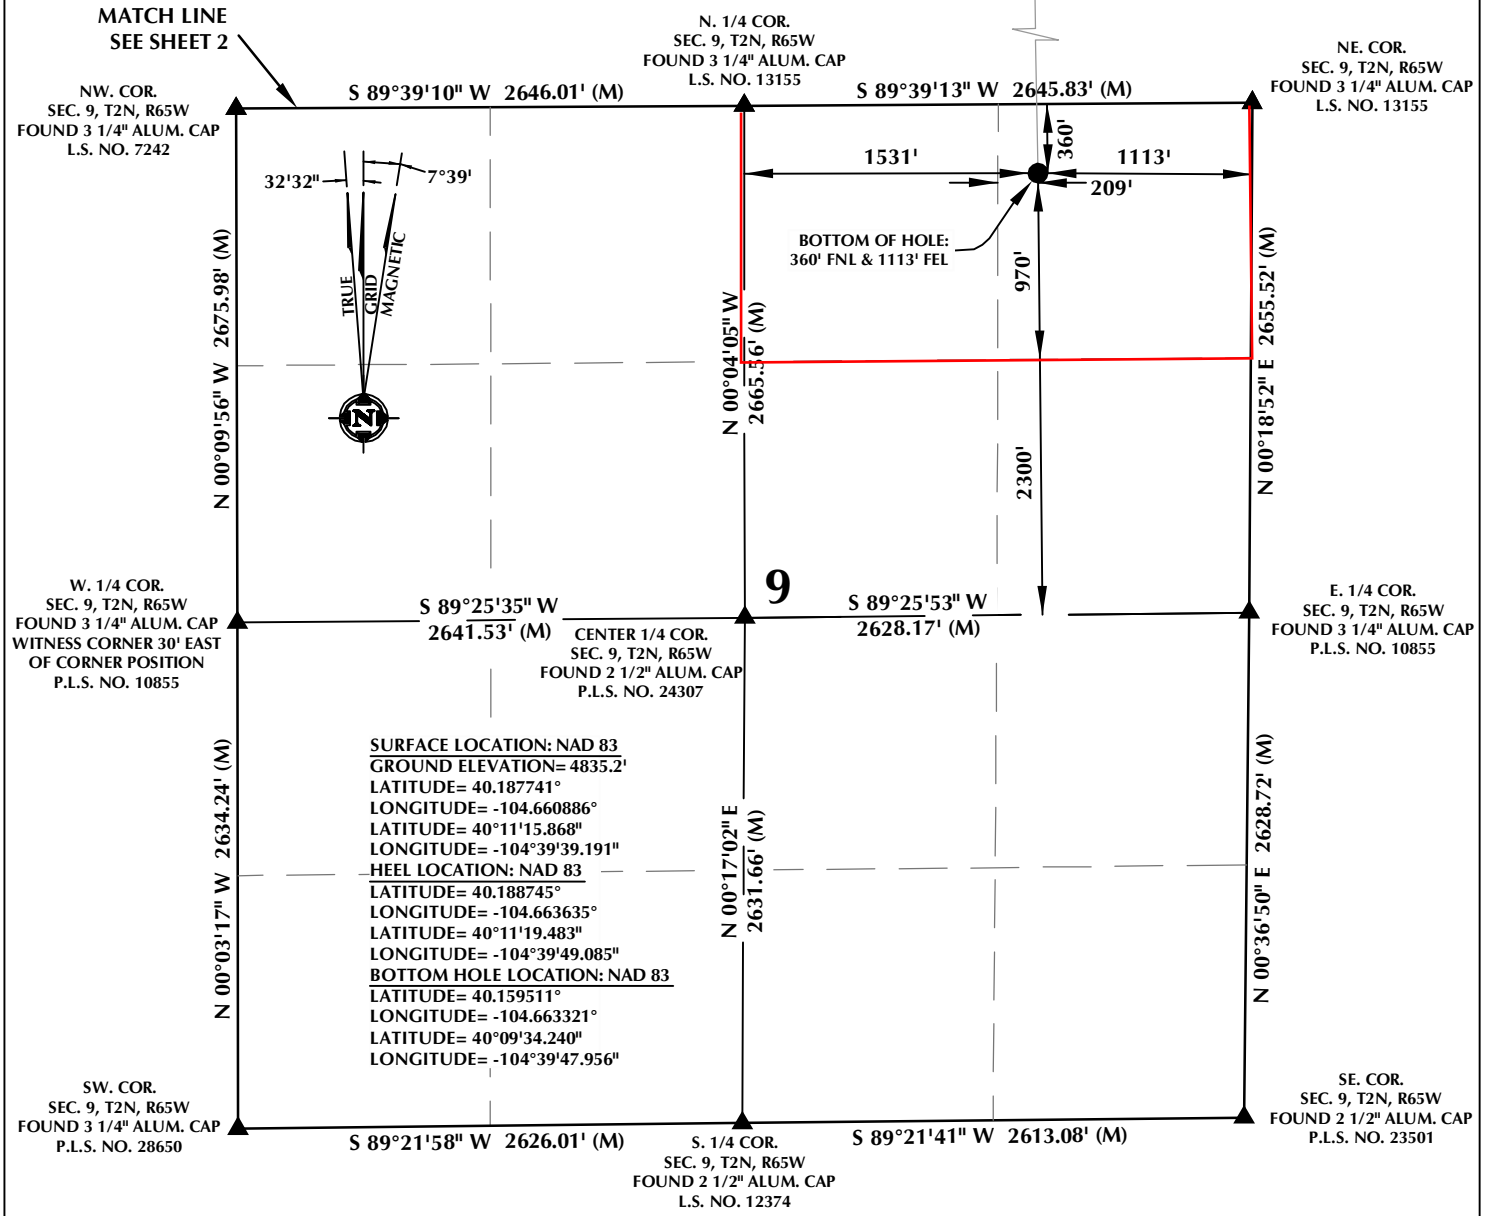 MATCH LINE
SEE SHEET 2
N. 1/4 COR.
SEC. 9, T2N, R65W
FOUND 3 1/4" ALUM. CAP
L.S. NO. 13155
NE. COR.
SEC. 9, T2N, R65W
FOUND 3 1/4" ALUM. CAP
L.S. NO. 13155
NW. COR.
SEC. 9, T2N, R65W
FOUND 3 1/4" ALUM. CAP
L.S. NO. 7242
S 89°39'10" W 2646.01' (M)
S 89°39'13" W 2645.83' (M)
360'
1531'
1113'
209'
32'32"
7°39'
TRUE
GRID
MAGNETIC
N
BOTTOM OF HOLE:
360' FNL & 1113' FEL
970'
N 00°09'56" W 2675.98' (M)
N 00°04'05" W
2665.56' (M)
2300'
N 00°18'52" E 2655.52' (M)
W. 1/4 COR.
SEC. 9, T2N, R65W
FOUND 3 1/4" ALUM. CAP
WITNESS CORNER 30' EAST
OF CORNER POSITION
P.L.S. NO. 10855
S 89°25'35" W
2641.53' (M)
9
S 89°25'53" W
2628.17' (M)
CENTER 1/4 COR.
SEC. 9, T2N, R65W
FOUND 2 1/2" ALUM. CAP
P.L.S. NO. 24307
E. 1/4 COR.
SEC. 9, T2N, R65W
FOUND 3 1/4" ALUM. CAP
P.L.S. NO. 10855
SURFACE LOCATION: NAD 83
GROUND ELEVATION= 4835.2'
LATITUDE= 40.187741°
LONGITUDE= -104.660886°
LATITUDE= 40°11'15.868"
LONGITUDE= -104°39'39.191"
HEEL LOCATION: NAD 83
LATITUDE= 40.188745°
LONGITUDE= -104.663635°
LATITUDE= 40°11'19.483"
LONGITUDE= -104°39'49.085"
BOTTOM HOLE LOCATION: NAD 83
LATITUDE= 40.159511°
LONGITUDE= -104.663321°
LATITUDE= 40°09'34.240"
LONGITUDE= -104°39'47.956"
N 00°03'17" W 2634.24' (M)
N 00°17'02" E
2631.66' (M)
N 00°36'50" E 2628.72' (M)
SW. COR.
SEC. 9, T2N, R65W
FOUND 3 1/4" ALUM. CAP
P.L.S. NO. 28650
S 89°21'58" W 2626.01' (M)
S. 1/4 COR.
SEC. 9, T2N, R65W
FOUND 2 1/2" ALUM. CAP
L.S. NO. 12374
S 89°21'41" W 2613.08' (M)
SE. COR.
SEC. 9, T2N, R65W
FOUND 2 1/2" ALUM. CAP
P.L.S. NO. 23501